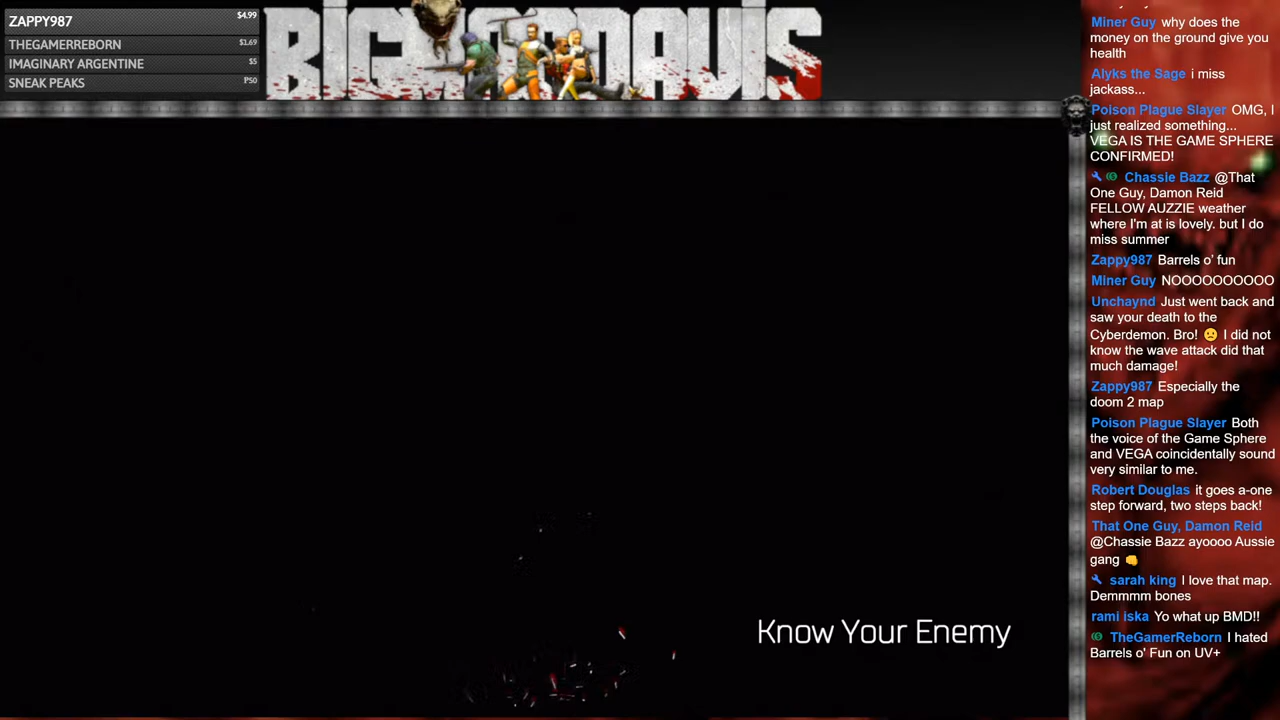 ZAPPY987 $4.99
THEGAMERREBORN $1.69
IMAGINARY ARGENTINE $5
SNEAK PEAKS ₱50
Know Your Enemy
Miner Guy why does the
money on the ground give you
health
Alyks the Sage i miss
jackass...
Poison Plague Slayer OMG, I
just realized something...
VEGA IS THE GAME SPHERE
CONFIRMED!
Chassie Bazz @That
One Guy, Damon Reid
FELLOW AUZZIE weather
where I'm at is lovely. but I do
miss summer
Zappy987 Barrels o' fun
Miner Guy NOOOOOOOOOO
Unchaynd Just went back and
saw your death to the
Cyberdemon. Bro! 🙁 I did not
know the wave attack did that
much damage!
Zappy987 Especially the
doom 2 map
Poison Plague Slayer Both
the voice of the Game Sphere
and VEGA coincidentally sound
very similar to me.
Robert Douglas it goes a-one
step forward, two steps back!
That One Guy, Damon Reid
@Chassie Bazz ayoooo Aussie
gang 👊
sarah king I love that map.
Demmmm bones
rami iska Yo what up BMD!!
TheGamerReborn I hated
Barrels o' Fun on UV+